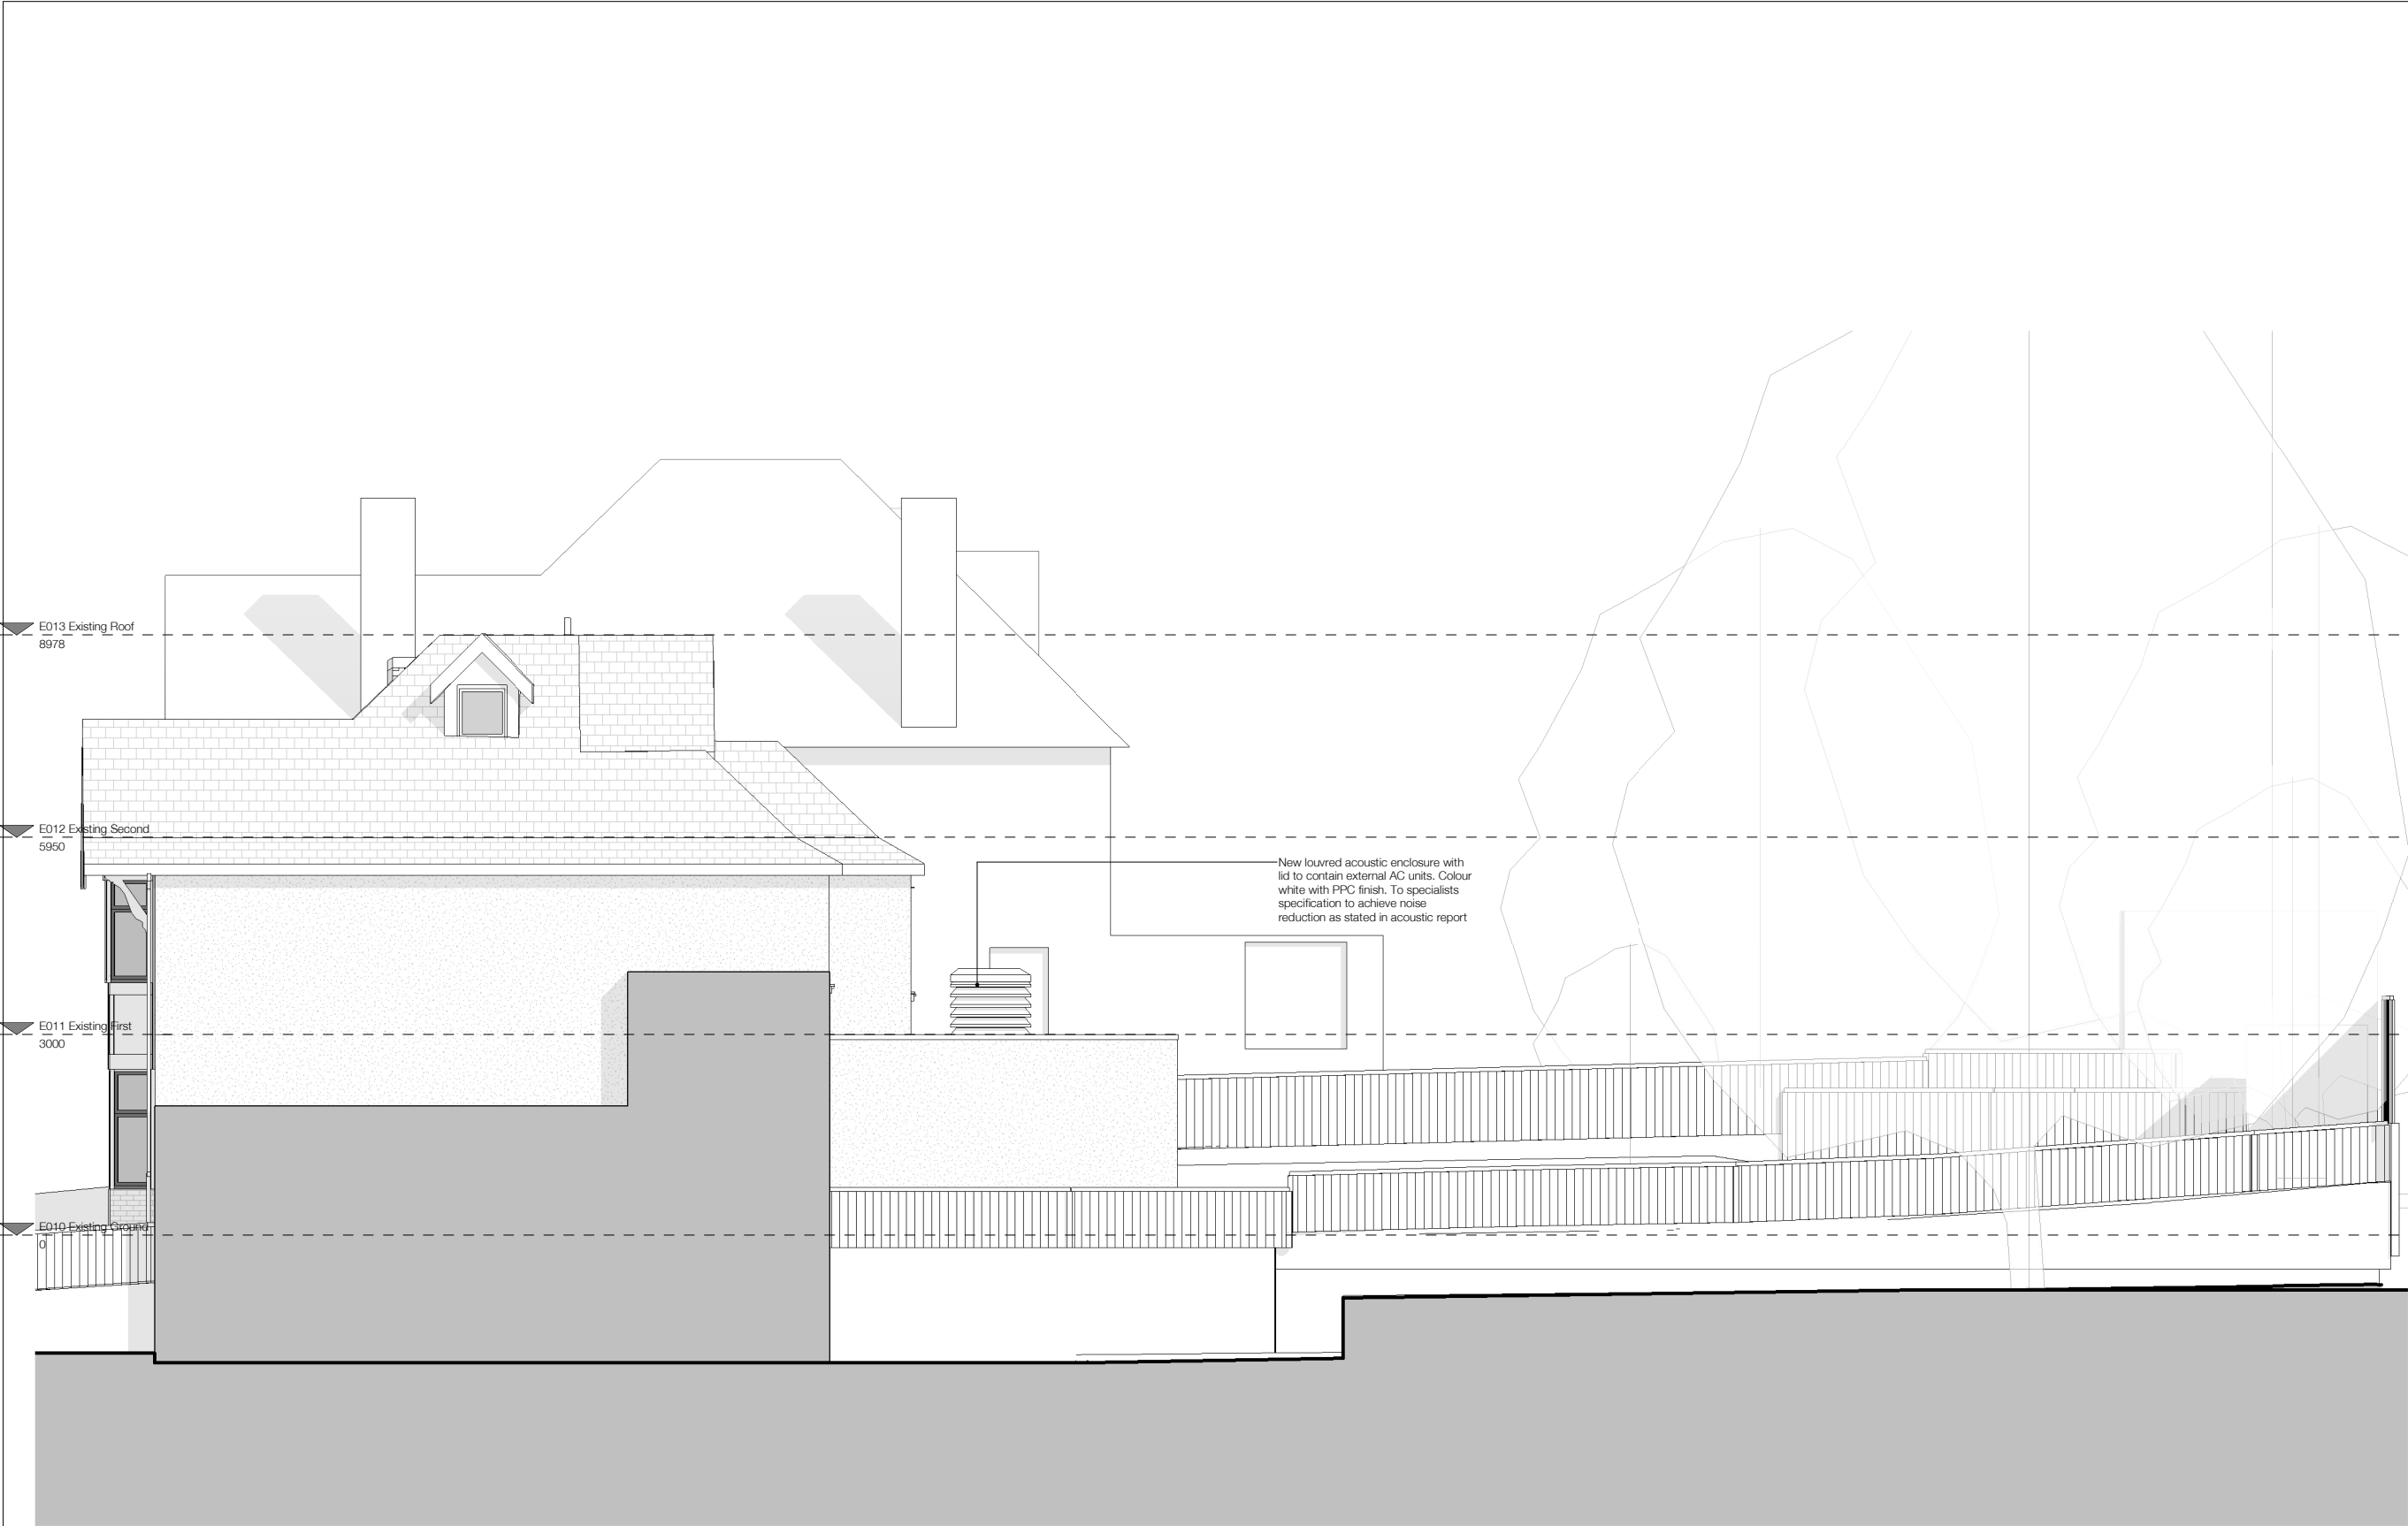 E013 Existing Roof
8978
E012 Existing Second
5950
New louvred acoustic enclosure with
lid to contain external AC units. Colour
white with PPC finish. To specialists
specification to achieve noise
reduction as stated in acoustic report
E011 Existing First
3000
E010 Existing Ground
0